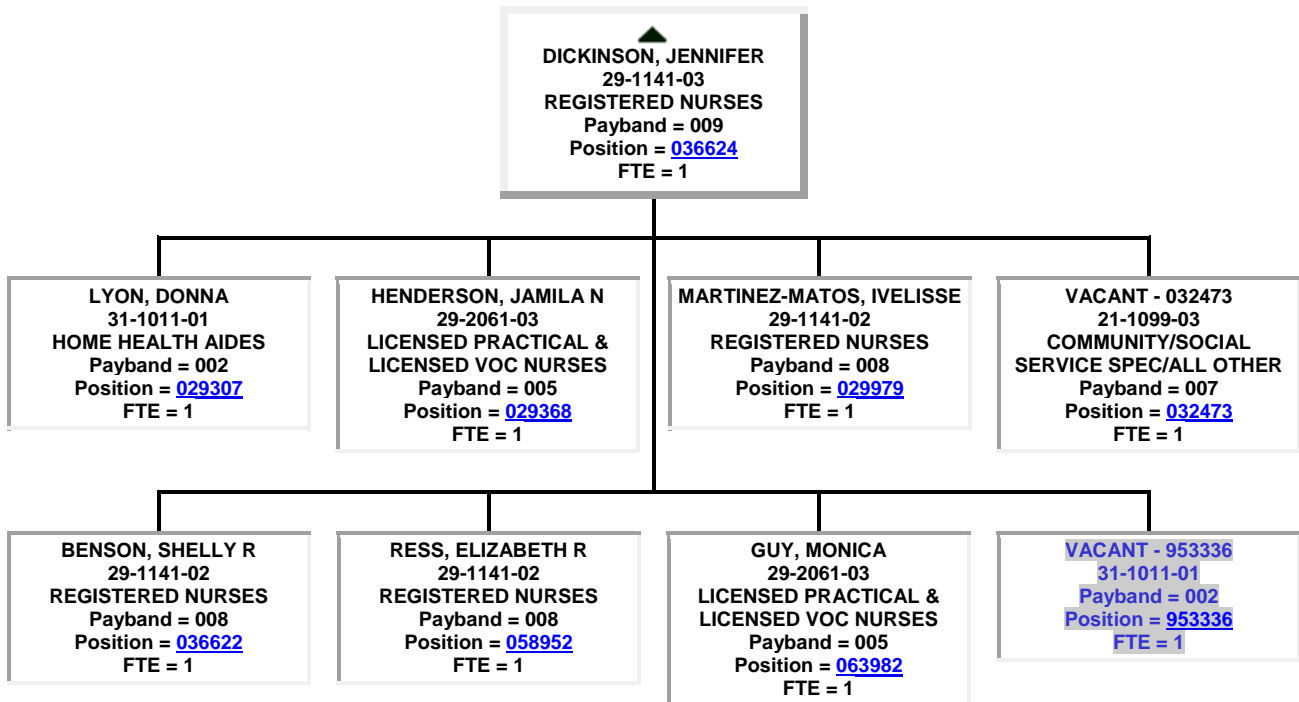 DICKINSON, JENNIFER
29-1141-03
REGISTERED NURSES
Payband = 009
Position = 036624
FTE = 1
LYON, DONNA
31-1011-01
HOME HEALTH AIDES
Payband = 002
Position = 029307
FTE = 1
HENDERSON, JAMILA N
29-2061-03
LICENSED PRACTICAL &
LICENSED VOC NURSES
Payband = 005
Position = 029368
FTE = 1
MARTINEZ-MATOS, IVELISSE
29-1141-02
REGISTERED NURSES
Payband = 008
Position = 029979
FTE = 1
VACANT - 032473
21-1099-03
COMMUNITY/SOCIAL
SERVICE SPEC/ALL OTHER
Payband = 007
Position = 032473
FTE = 1
BENSON, SHELLY R
29-1141-02
REGISTERED NURSES
Payband = 008
Position = 036622
FTE = 1
RESS, ELIZABETH R
29-1141-02
REGISTERED NURSES
Payband = 008
Position = 058952
FTE = 1
GUY, MONICA
29-2061-03
LICENSED PRACTICAL &
LICENSED VOC NURSES
Payband = 005
Position = 063982
FTE = 1
VACANT - 953336
31-1011-01
Payband = 002
Position = 953336
FTE = 1